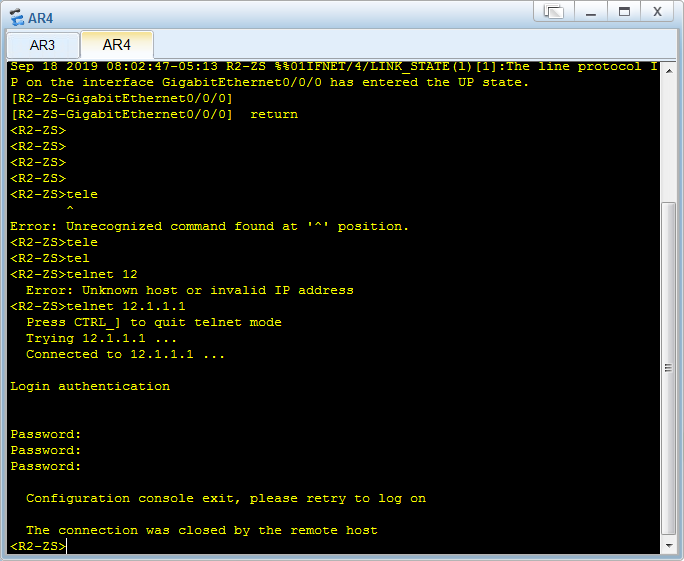 AR4
X
AR3
AR4
Sep 18 2019 08:02:47-05:13 R2-ZS %%01IFNET/4/LINK_STATE(l)[1]:The line protocol I
P on the interface GigabitEthernet0/0/0 has entered the UP state.
[R2-ZS-GigabitEthernet0/0/0]
[R2-ZS-GigabitEthernet0/0/0]  return
<R2-ZS>
<R2-ZS>
<R2-ZS>
<R2-ZS>
<R2-ZS>tele
       ^
Error: Unrecognized command found at '^' position.
<R2-ZS>tele
<R2-ZS>tel
<R2-ZS>telnet 12
  Error: Unknown host or invalid IP address
<R2-ZS>telnet 12.1.1.1
  Press CTRL_] to quit telnet mode
  Trying 12.1.1.1 ...
  Connected to 12.1.1.1 ...
Login authentication
Password:
Password:
Password:
  Configuration console exit, please retry to log on
  The connection was closed by the remote host
<R2-ZS>